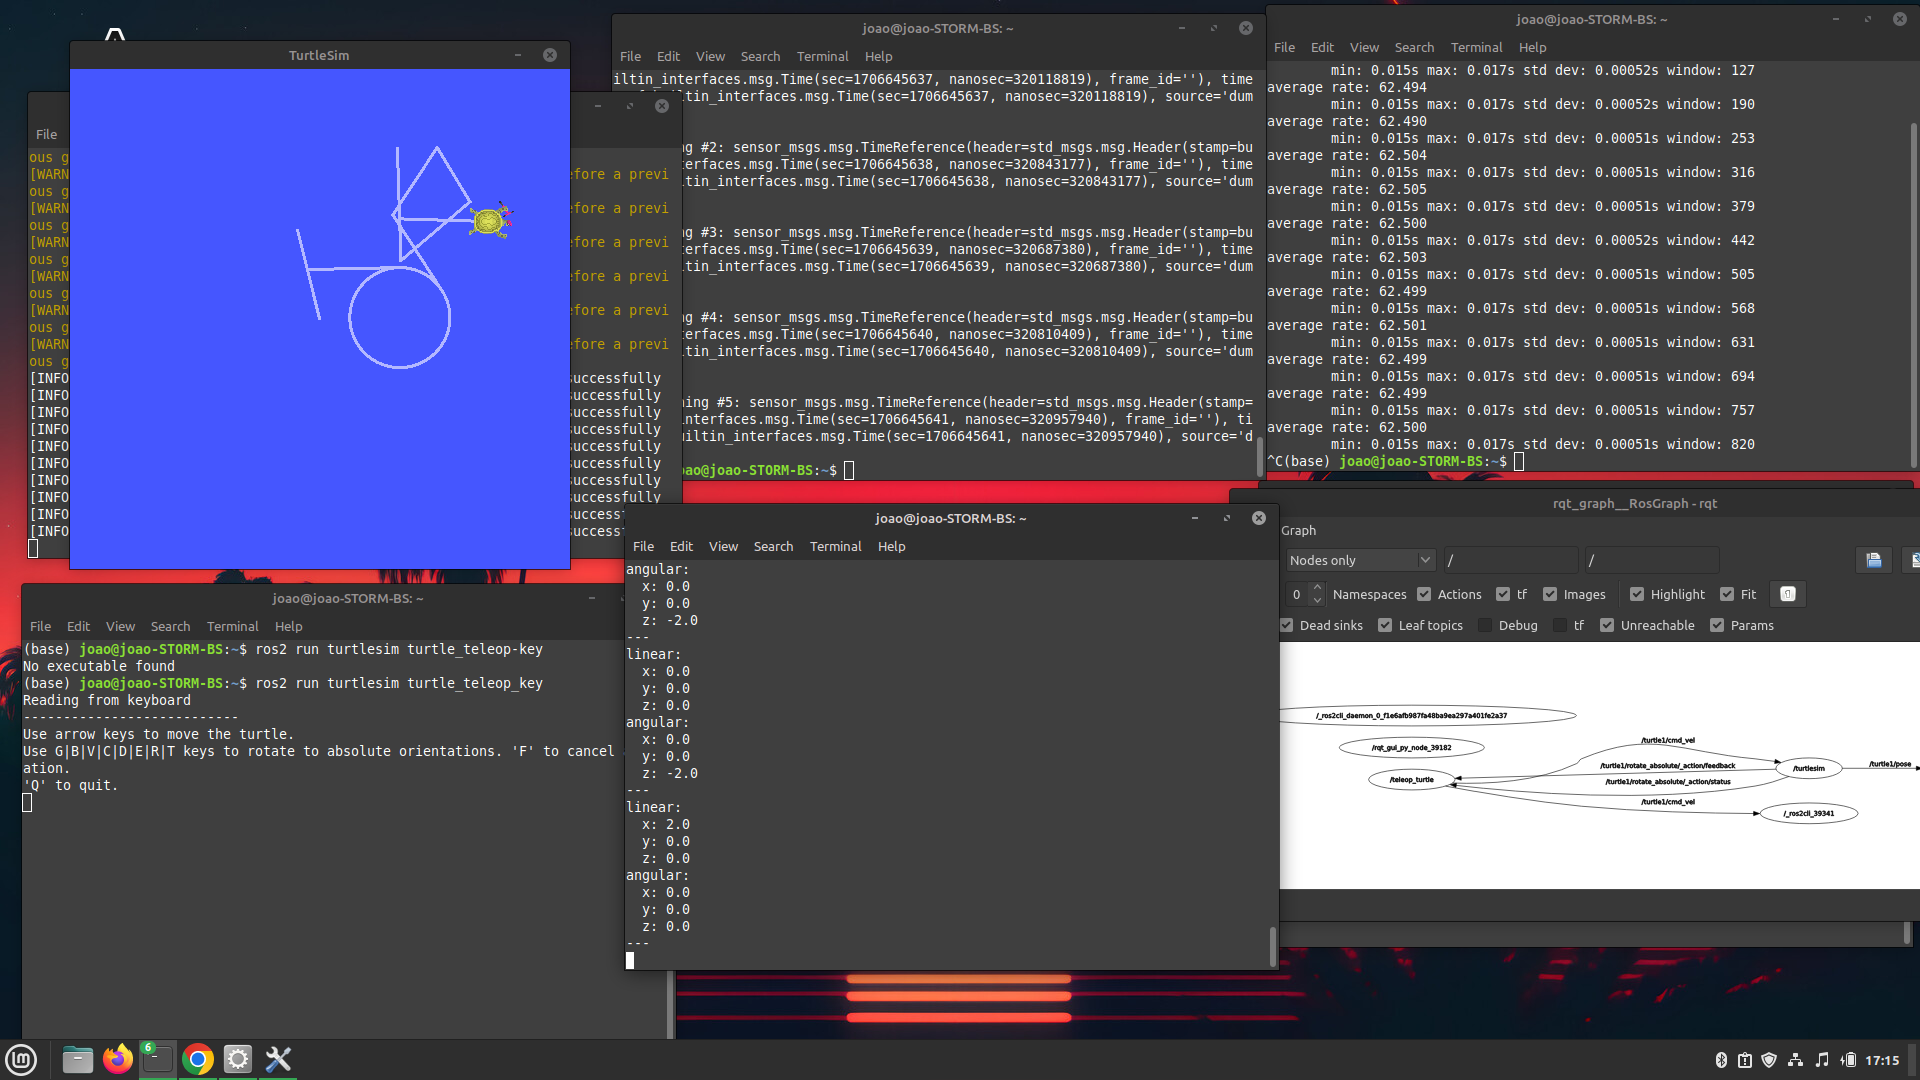 TurtleSim
File
ous g
[WARN efore a previ
ous g
[WARN efore a previ
ous g
[WARN efore a previ
ous g
[WARN efore a previ
ous g
[WARN efore a previ
ous g
[WARN efore a previ
ous g
[INFO successfully
[INFO successfully
[INFO successfully
[INFO successfully
[INFO successfully
[INFO successfully
[INFO successfully
[INFO successfully
[INFO success
[INFO success
joao@joao-STORM-BS: ~
File Edit View Search Terminal Help
iltin_interfaces.msg.Time(sec=1706645637, nanosec=320118819), frame_id=''), time
iltin_interfaces.msg.Time(sec=1706645637, nanosec=320118819), source='dum
ng #2: sensor_msgs.msg.TimeReference(header=std_msgs.msg.Header(stamp=bu
terfaces.msg.Time(sec=1706645638, nanosec=320843177), frame_id=''), time
iltin_interfaces.msg.Time(sec=1706645638, nanosec=320843177), source='dum
ng #3: sensor_msgs.msg.TimeReference(header=std_msgs.msg.Header(stamp=bu
terfaces.msg.Time(sec=1706645639, nanosec=320687380), frame_id=''), time
iltin_interfaces.msg.Time(sec=1706645639, nanosec=320687380), source='dum
ng #4: sensor_msgs.msg.TimeReference(header=std_msgs.msg.Header(stamp=bu
terfaces.msg.Time(sec=1706645640, nanosec=320810409), frame_id=''), time
iltin_interfaces.msg.Time(sec=1706645640, nanosec=320810409), source='dum
ning #5: sensor_msgs.msg.TimeReference(header=std_msgs.msg.Header(stamp=
interfaces.msg.Time(sec=1706645641, nanosec=320957940), frame_id=''), ti
uiltin_interfaces.msg.Time(sec=1706645641, nanosec=320957940), source='d
oao@joao-STORM-BS:~$
joao@joao-STORM-BS: ~
File Edit View Search Terminal Help
min: 0.015s max: 0.017s std dev: 0.00052s window: 127
average rate: 62.494
min: 0.015s max: 0.017s std dev: 0.00052s window: 190
average rate: 62.490
min: 0.015s max: 0.017s std dev: 0.00051s window: 253
average rate: 62.504
min: 0.015s max: 0.017s std dev: 0.00051s window: 316
average rate: 62.505
min: 0.015s max: 0.017s std dev: 0.00051s window: 379
average rate: 62.500
min: 0.015s max: 0.017s std dev: 0.00052s window: 442
average rate: 62.503
min: 0.015s max: 0.017s std dev: 0.00051s window: 505
average rate: 62.499
min: 0.015s max: 0.017s std dev: 0.00051s window: 568
average rate: 62.501
min: 0.015s max: 0.017s std dev: 0.00051s window: 631
average rate: 62.499
min: 0.015s max: 0.017s std dev: 0.00051s window: 694
average rate: 62.499
min: 0.015s max: 0.017s std dev: 0.00051s window: 757
average rate: 62.500
min: 0.015s max: 0.017s std dev: 0.00051s window: 820
^C(base) joao@joao-STORM-BS:~$
joao@joao-STORM-BS: ~
File Edit View Search Terminal Help
(base) joao@joao-STORM-BS:~$ ros2 run turtlesim turtle_teleop-key
No executable found
(base) joao@joao-STORM-BS:~$ ros2 run turtlesim turtle_teleop_key
Reading from keyboard
---------------------------
Use arrow keys to move the turtle.
Use G|B|V|C|D|E|R|T keys to rotate to absolute orientations. 'F' to cancel
ation.
'Q' to quit.
joao@joao-STORM-BS: ~
File Edit View Search Terminal Help
angular:
x: 0.0
y: 0.0
z: -2.0
---
linear:
x: 0.0
y: 0.0
z: 0.0
angular:
x: 0.0
y: 0.0
z: -2.0
---
linear:
x: 2.0
y: 0.0
z: 0.0
angular:
x: 0.0
y: 0.0
z: 0.0
---
rqt_graph__RosGraph - rqt
Graph
Nodes only / /
0 Namespaces Actions tf Images Highlight Fit
Dead sinks Leaf topics Debug tf Unreachable Params
/_ros2cli_daemon_0_f1e6afb987fa48ba9ea297a401fe2a37
/rqt_gui_py_node_39182
/turtle1/cmd_vel
/turtle1/rotate_absolute/_action/feedback
/turtlesim
/turtle1/pose
/teleop_turtle
/turtle1/rotate_absolute/_action/status
/turtle1/cmd_vel
/_ros2cli_39341
6
17:15